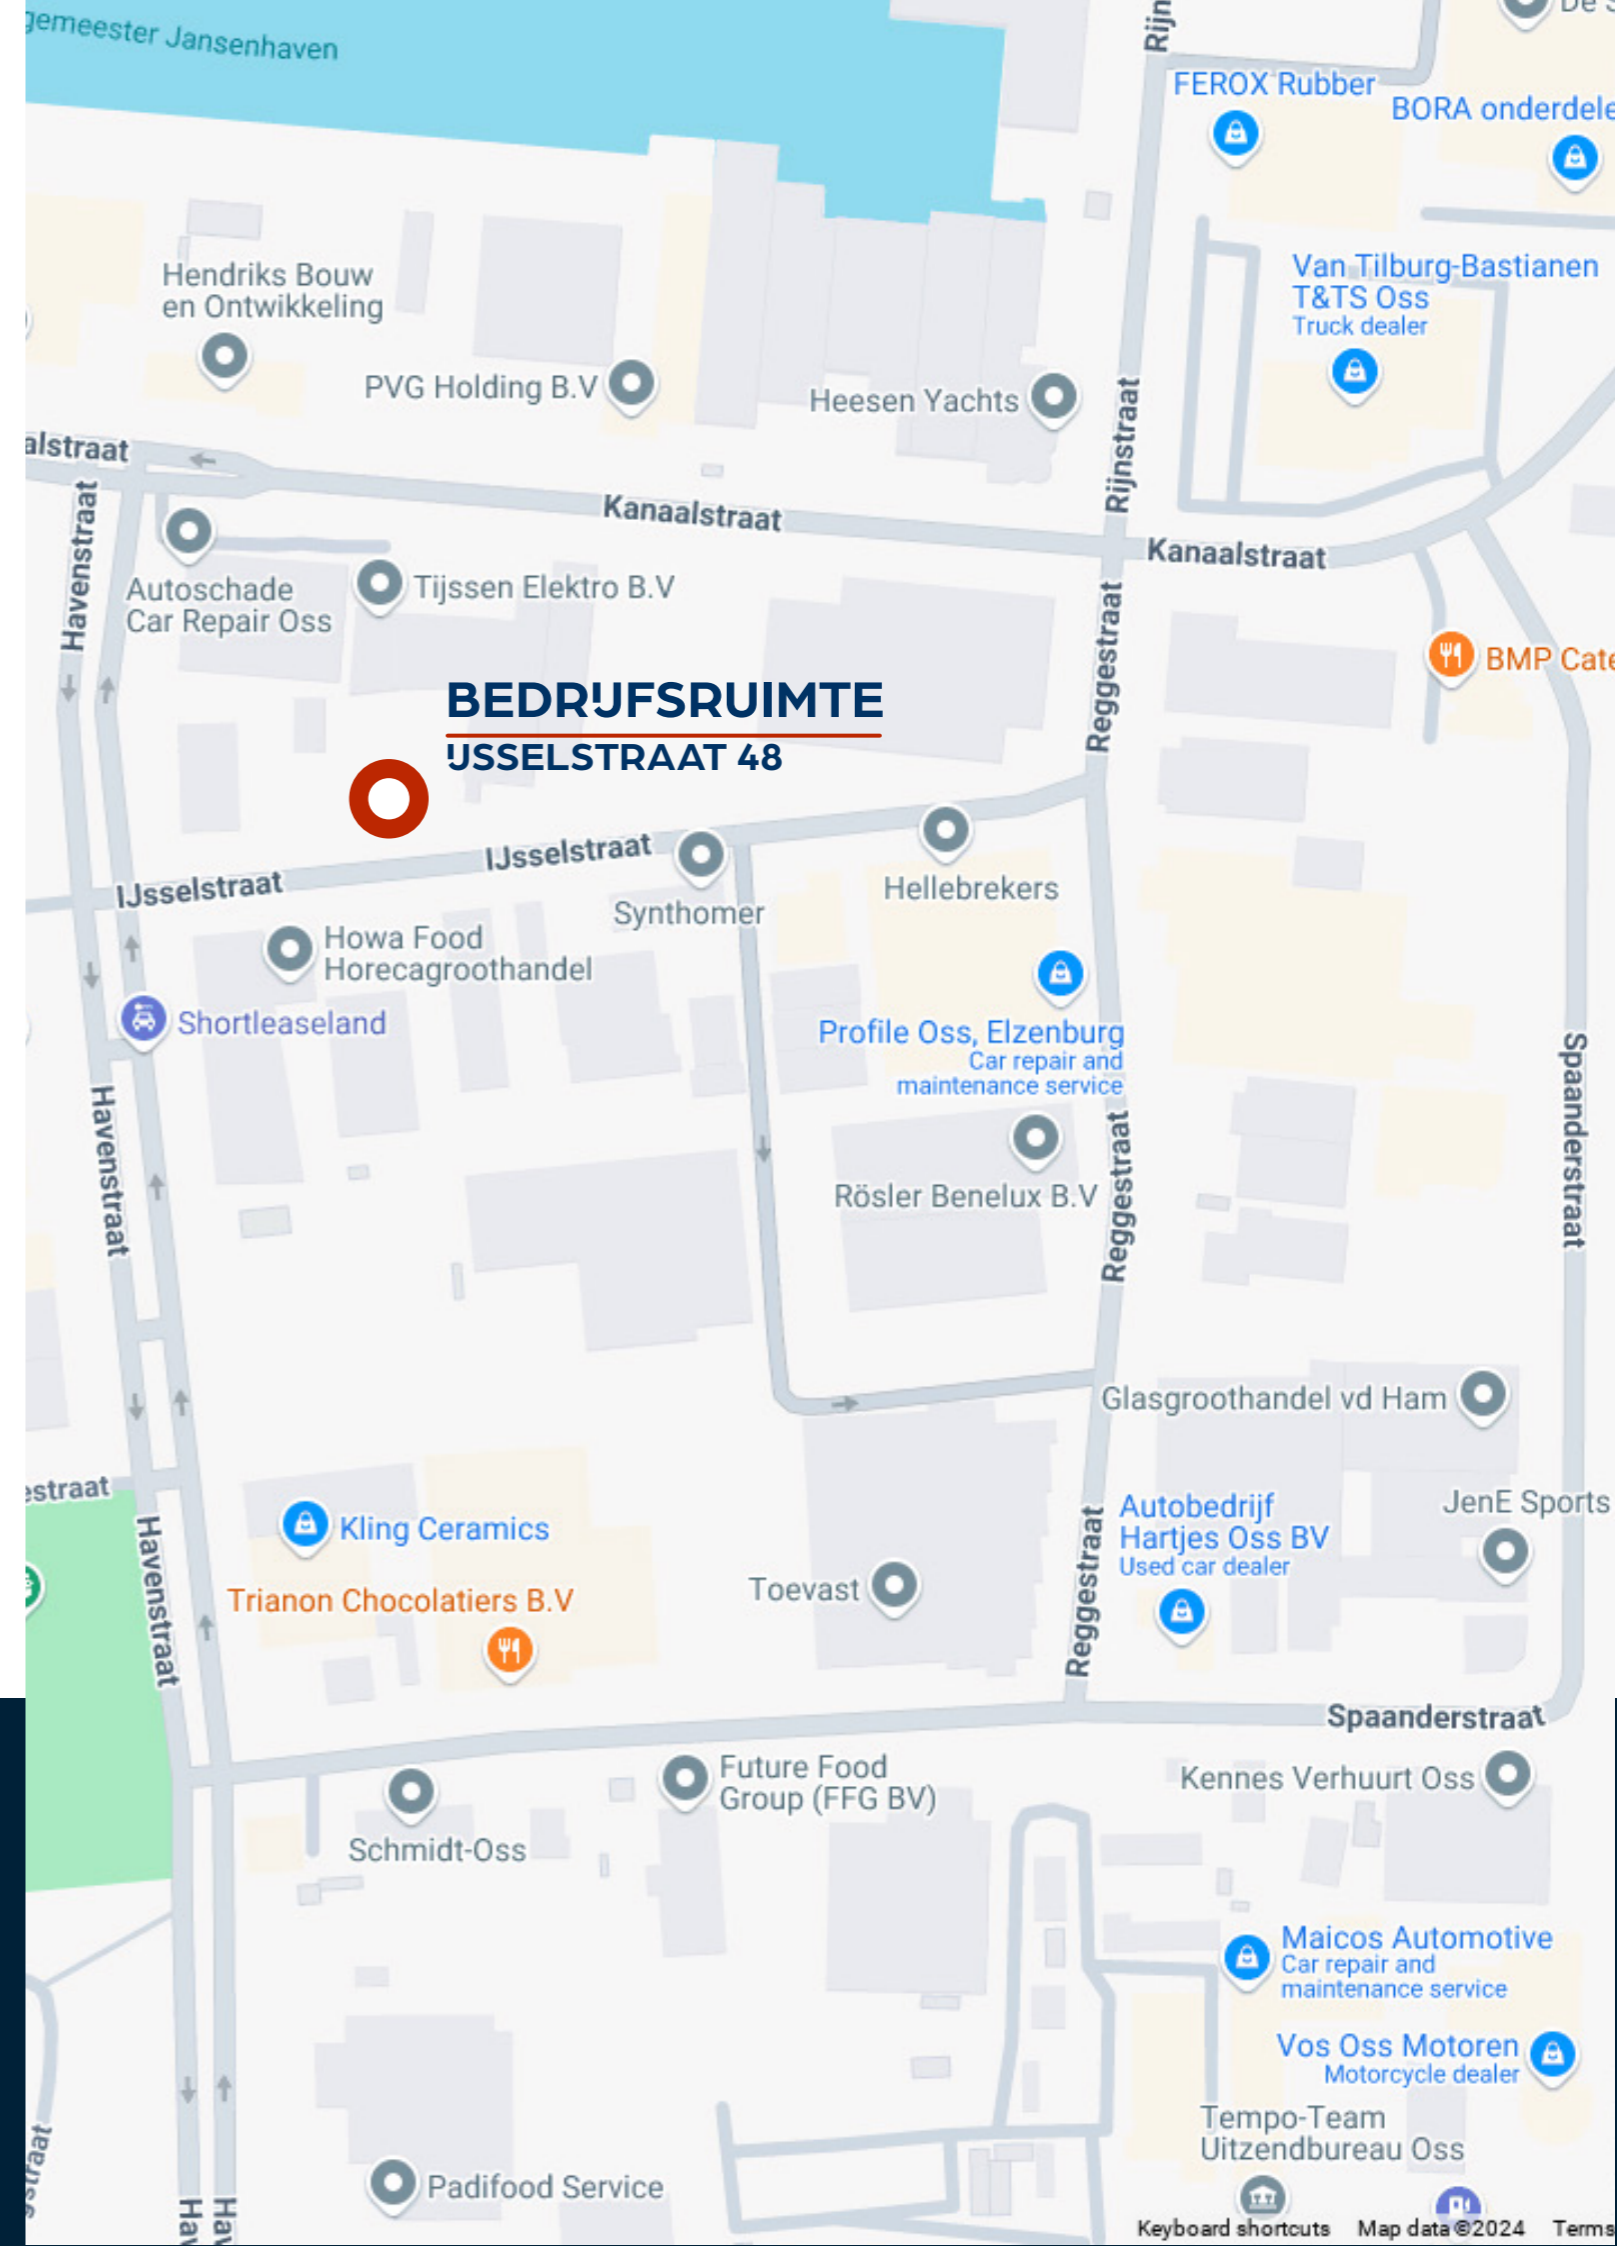 gemeester Jansenhaven
De S
Rijn
FEROX Rubber
BORA onderdele
Hendriks Bouw
en Ontwikkeling
Van Tilburg-Bastianen
T&TS Oss
Truck dealer
PVG Holding B.V
Heesen Yachts
Rijnstraat
alstraat
Havenstraat
Kanaalstraat
Kanaalstraat
Autoschade
Car Repair Oss
Tijssen Elektro B.V
Reggestraat
BMP Cate
BEDRIJFSRUIMTE
IJSSELSTRAAT 48
IJsselstraat
IJsselstraat
Synthomer
Hellebrekers
Howa Food
Horecagroothandel
Shortleaseland
Profile Oss, Elzenburg
Car repair and
maintenance service
Spaanderstraat
Havenstraat
Rösler Benelux B.V
Reggestraat
Glasgroothandel vd Ham
estraat
JenE Sports
Kling Ceramics
Autobedrijf
Hartjes Oss BV
Used car dealer
Havenstraat
Trianon Chocolatiers B.V
Toevast
Reggestraat
Spaanderstraat
Future Food
Group (FFG BV)
Kennes Verhuurt Oss
Schmidt-Oss
Maicos Automotive
Car repair and
maintenance service
Vos Oss Motoren
Motorcycle dealer
Tempo-Team
Uitzendbureau Oss
Padifood Service
Hav
Hav
Keyboard shortcuts Map data ©2024 Terms